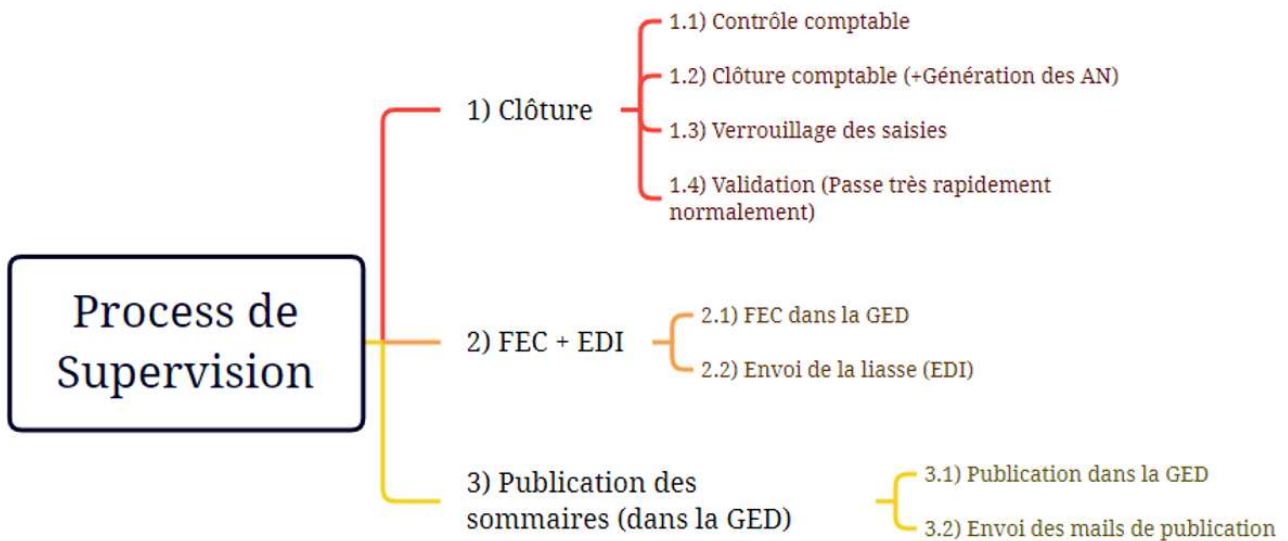 Process de
Supervision
1) Clôture
1.1) Contrôle comptable
1.2) Clôture comptable (+Génération des AN)
1.3) Verrouillage des saisies
1.4) Validation (Passe très rapidement
normalement)
2) FEC + EDI
2.1) FEC dans la GED
2.2) Envoi de la liasse (EDI)
3) Publication des
sommaires (dans la GED)
3.1) Publication dans la GED
3.2) Envoi des mails de publication